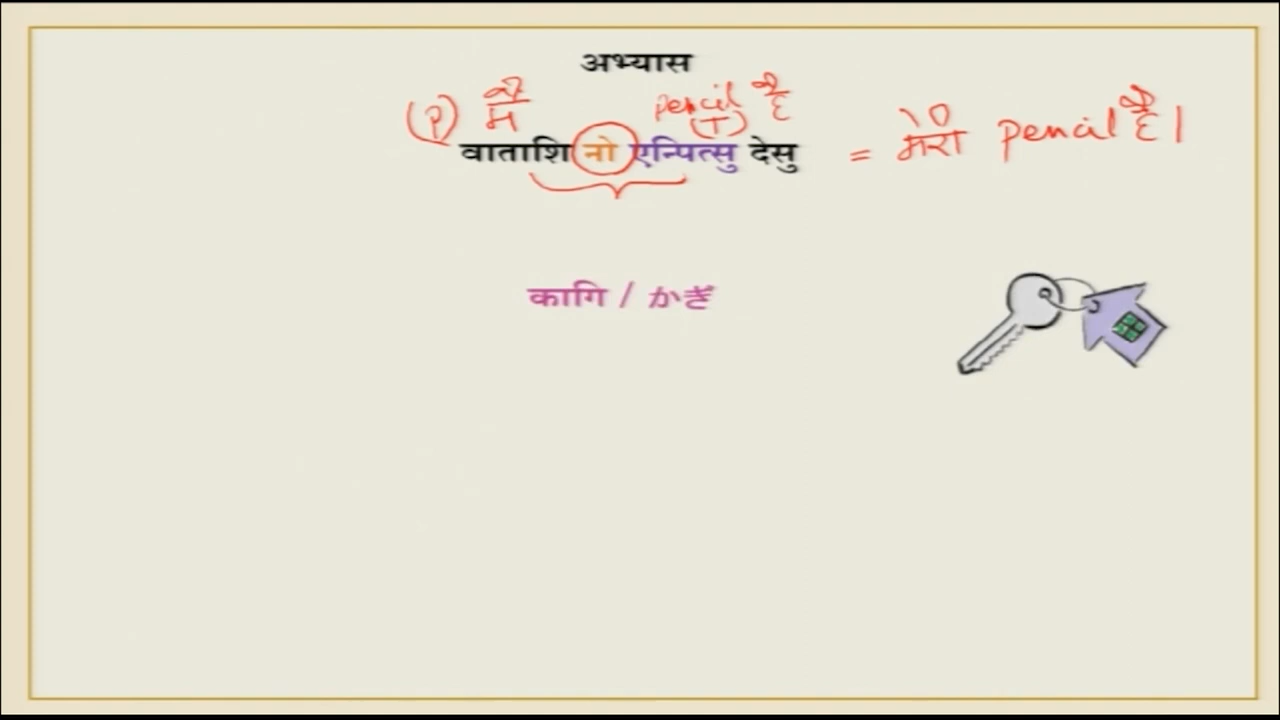 अभ्यास
(P) मैं pencil है
(T)
वाताशि नो एन्पित्सु देसु = मेरा pencil है।
कागि / かぎ